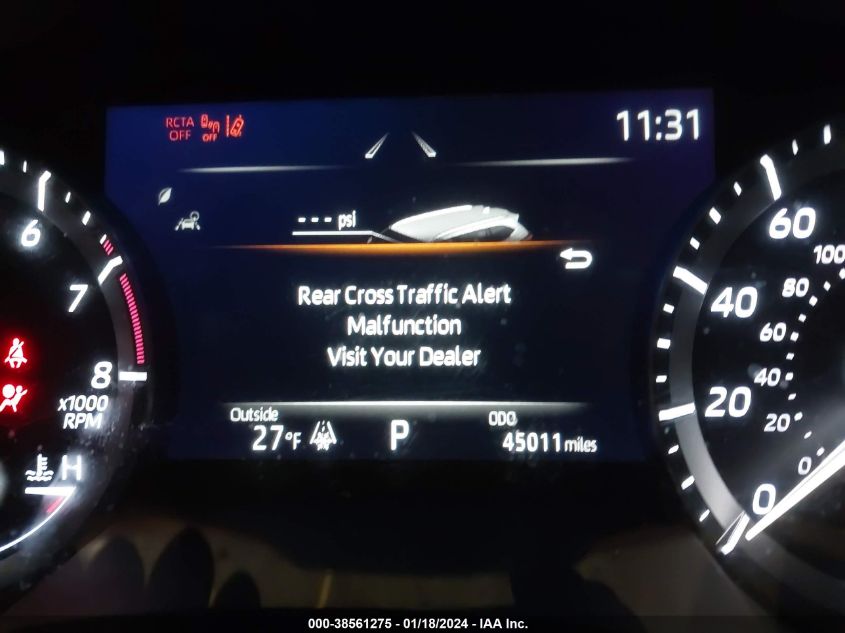 RCTA
OFF
OFF
11:31
--- psi
Rear Cross Traffic Alert
Malfunction
Visit Your Dealer
Outside
27°F
P
ODO
45011 miles
6
7
8
x1000
RPM
H
60
40
20
0
100
80
60
40
20
0
000-38561275 - 01/18/2024 - IAA Inc.